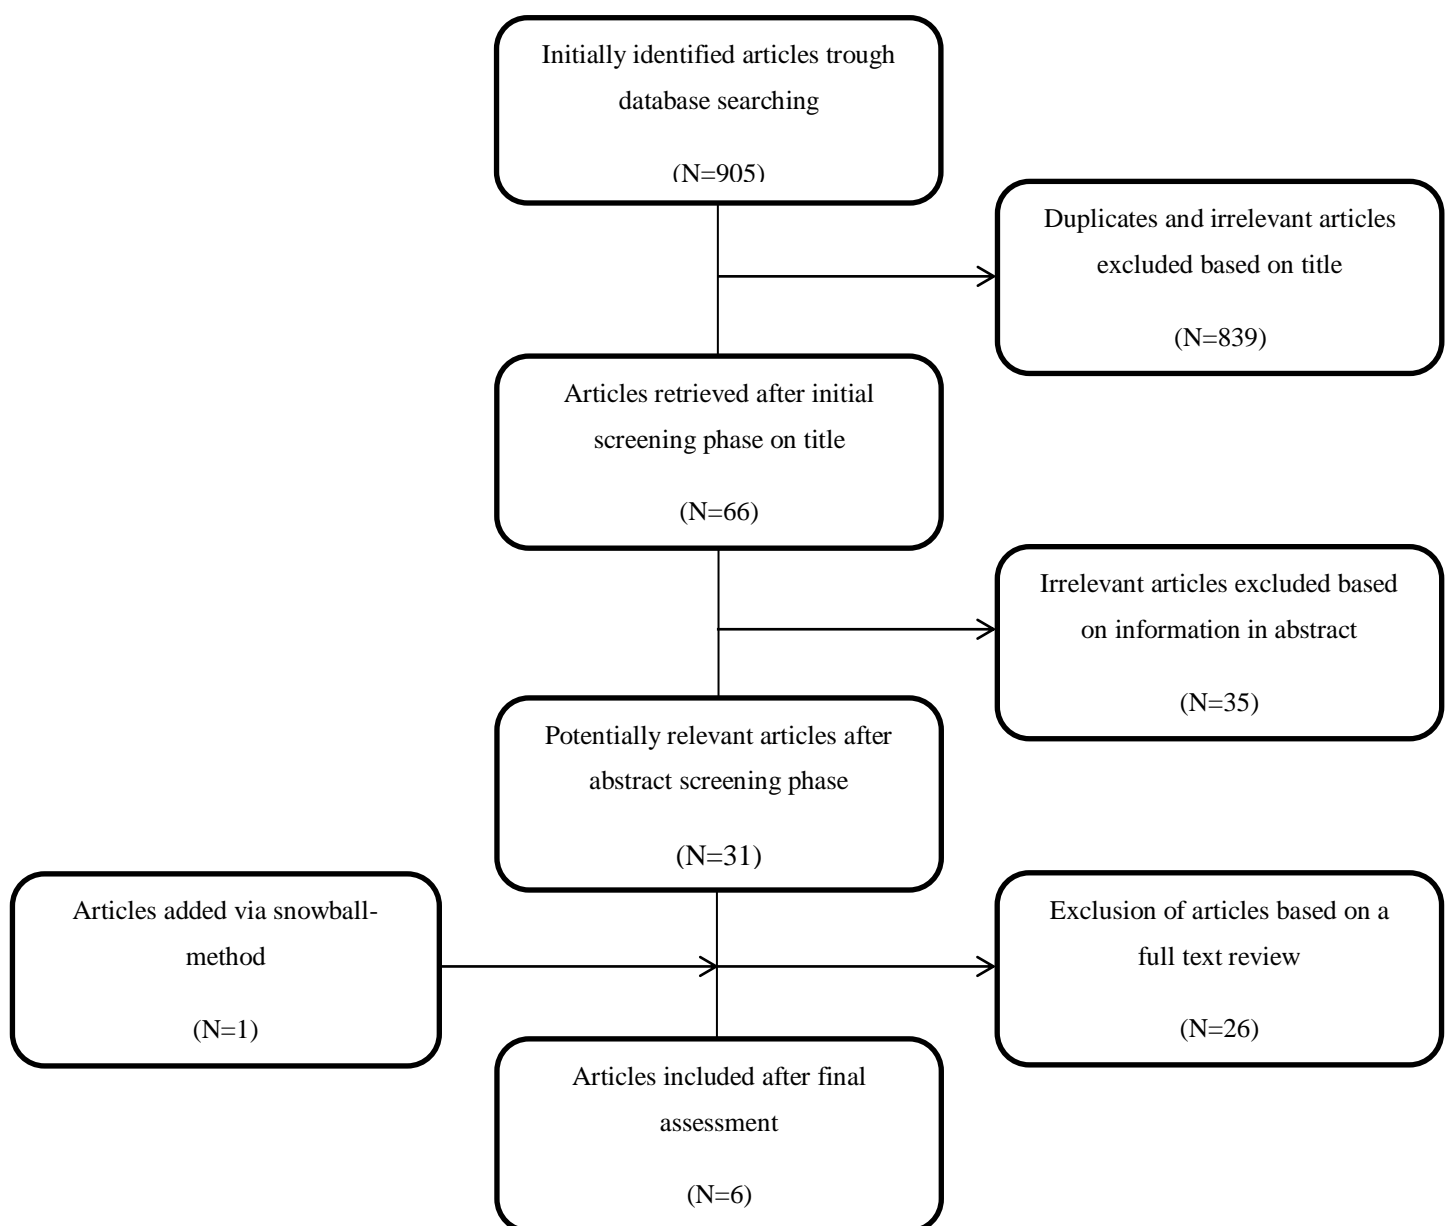 Initially identified articles trough
database searching
(N=905)
Duplicates and irrelevant articles
excluded based on title
(N=839)
Articles retrieved after initial
screening phase on title
(N=66)
Irrelevant articles excluded based
on information in abstract
(N=35)
Potentially relevant articles after
abstract screening phase
(N=31)
Articles added via snowball-
method
(N=1)
Exclusion of articles based on a
full text review
(N=26)
Articles included after final
assessment
(N=6)